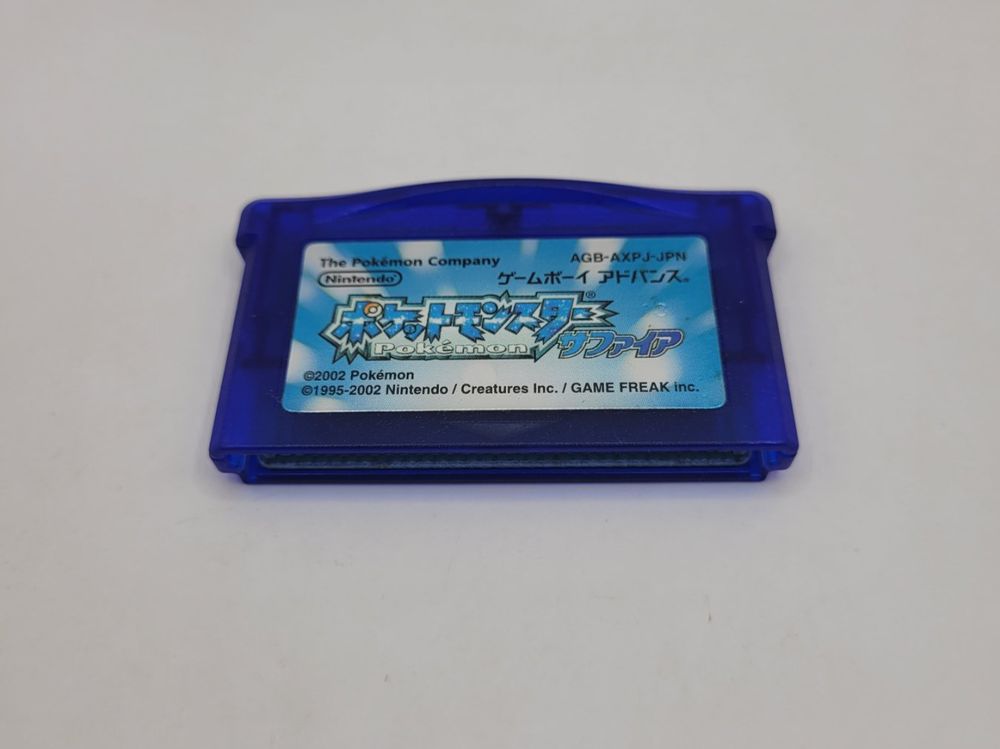 The Pokémon Company AGB-AXPJ-JPN
Nintendo® ゲームボーイ アドバンス®
ポケットモンスター®
Pokémon サファイア
©2002 Pokémon
©1995-2002 Nintendo / Creatures Inc. / GAME FREAK inc.